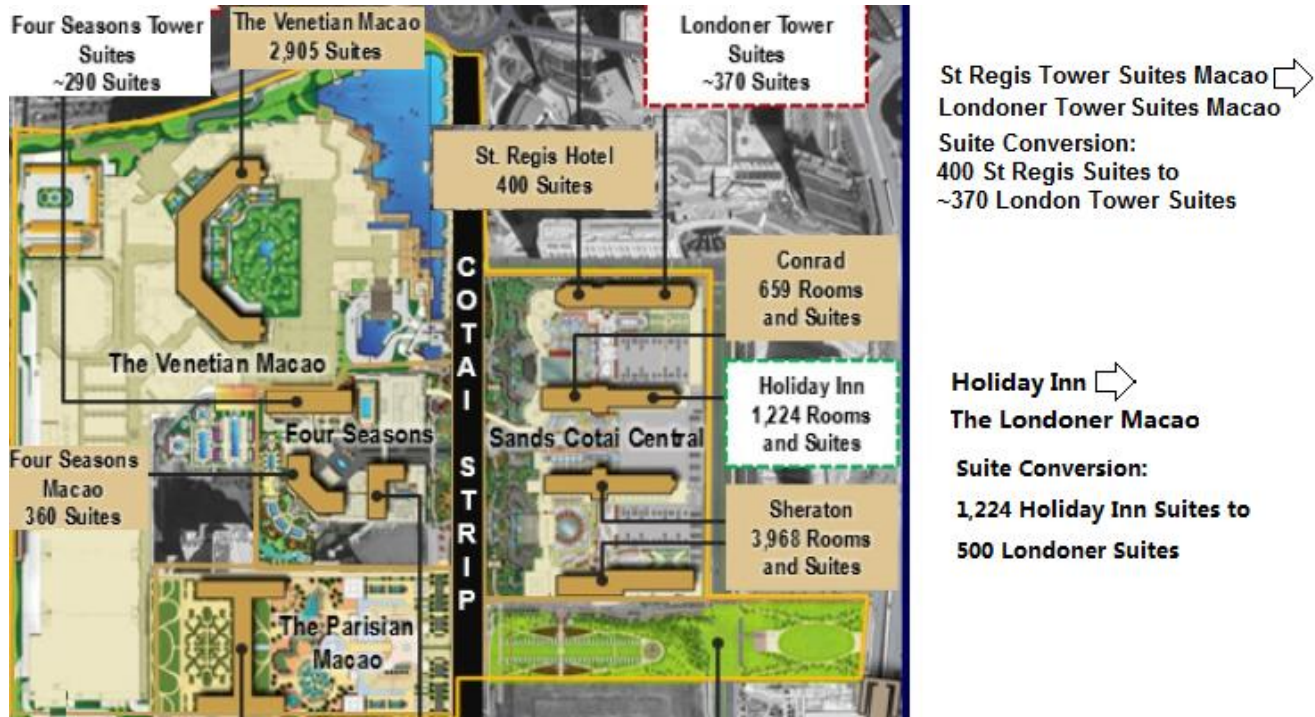 Four Seasons Tower
Suites
~290 Suites
The Venetian Macao
2,905 Suites
Londoner Tower
Suites
~370 Suites
St. Regis Hotel
400 Suites
Conrad
659 Rooms
and Suites
The Venetian Macao
Holiday Inn
1,224 Rooms
and Suites
Four Seasons
Sands Cotai Central
Four Seasons
Macao
360 Suites
Sheraton
3,968 Rooms
and Suites
The Parisian
Macao
COTAI STRIP
St Regis Tower Suites Macao
Londoner Tower Suites Macao
Suite Conversion:
400 St Regis Suites to
~370 London Tower Suites
Holiday Inn
The Londoner Macao
Suite Conversion:
1,224 Holiday Inn Suites to
500 Londoner Suites